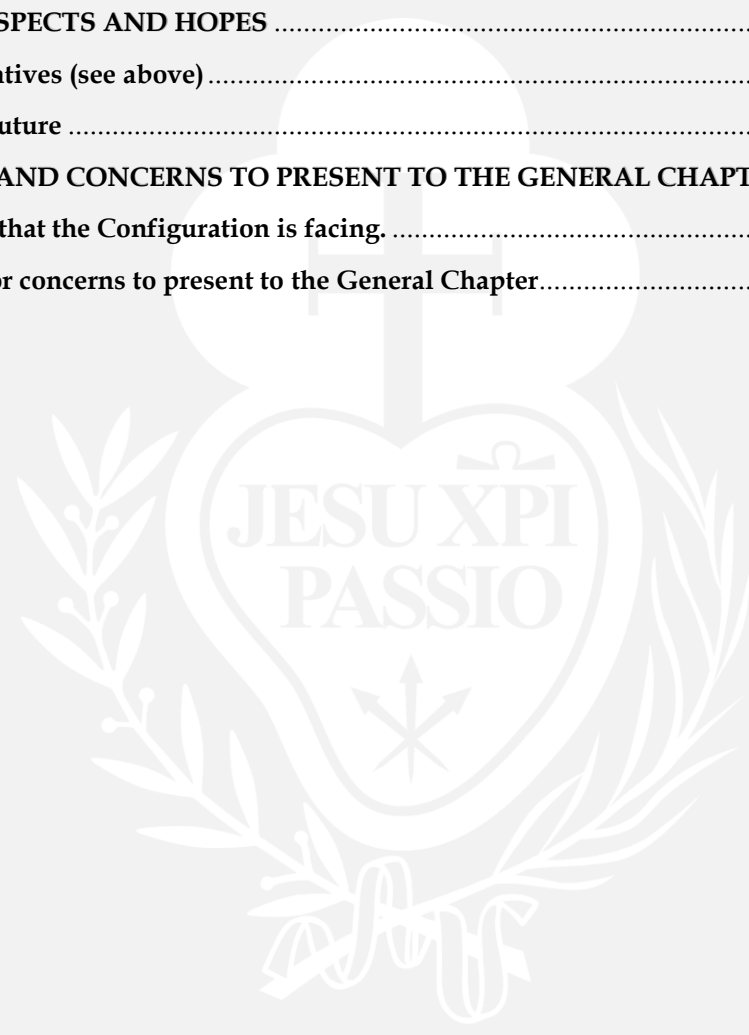 SPECTS AND HOPES ....................................................................................
atives (see above) ....................................................................................
uture ....................................................................................
AND CONCERNS TO PRESENT TO THE GENERAL CHAPT
that the Configuration is facing. ....................................................................................
or concerns to present to the General Chapter....................................................................................
JESU XPI
PASSIO